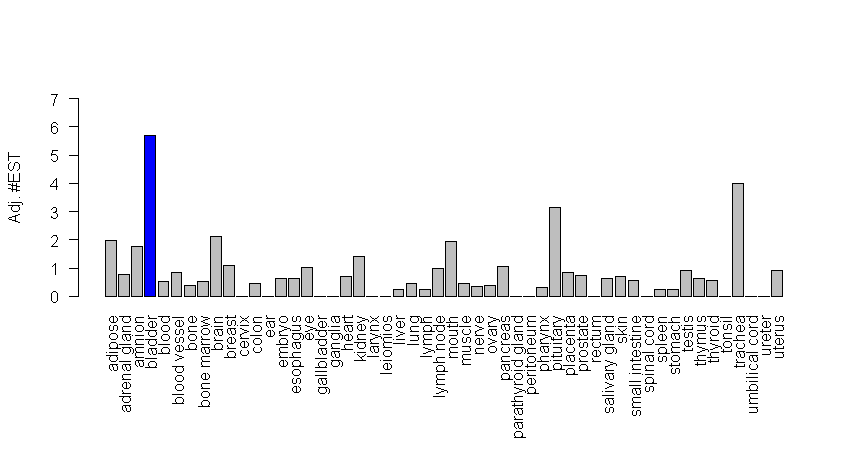 Adj. #EST
7
6
5
4
3
2
1
0
adipose
adrenal gland
amnion
bladder
blood
blood vessel
bone
bone marrow
brain
breast
cervix
colon
ear
embryo
esophagus
eye
gallbladder
ganglia
heart
kidney
larynx
leiomios
liver
lung
lymph
lymph node
mouth
muscle
nerve
ovary
pancreas
parathyroid gland
peritoneum
pharynx
pituitary
placenta
prostate
rectum
salivary gland
skin
small intestine
spinal cord
spleen
stomach
testis
thymus
thyroid
tonsil
trachea
umbilical cord
ureter
uterus